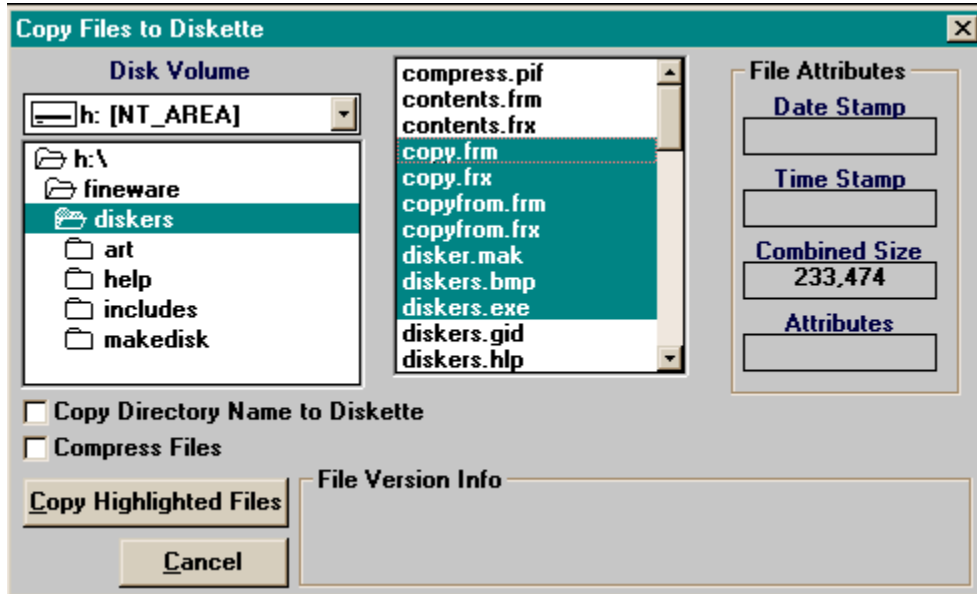 Copy Files to Diskette
Disk Volume
h: [NT_AREA]
h:\
fineware
diskers
art
help
includes
makedisk
compress.pif
contents.frm
contents.frx
copy.frm
copy.frx
copyfrom.frm
copyfrom.frx
disker.mak
diskers.bmp
diskers.exe
diskers.gid
diskers.hlp
File Attributes
Date Stamp
Time Stamp
Combined Size
233,474
Attributes
Copy Directory Name to Diskette
Compress Files
Copy Highlighted Files
Cancel
File Version Info